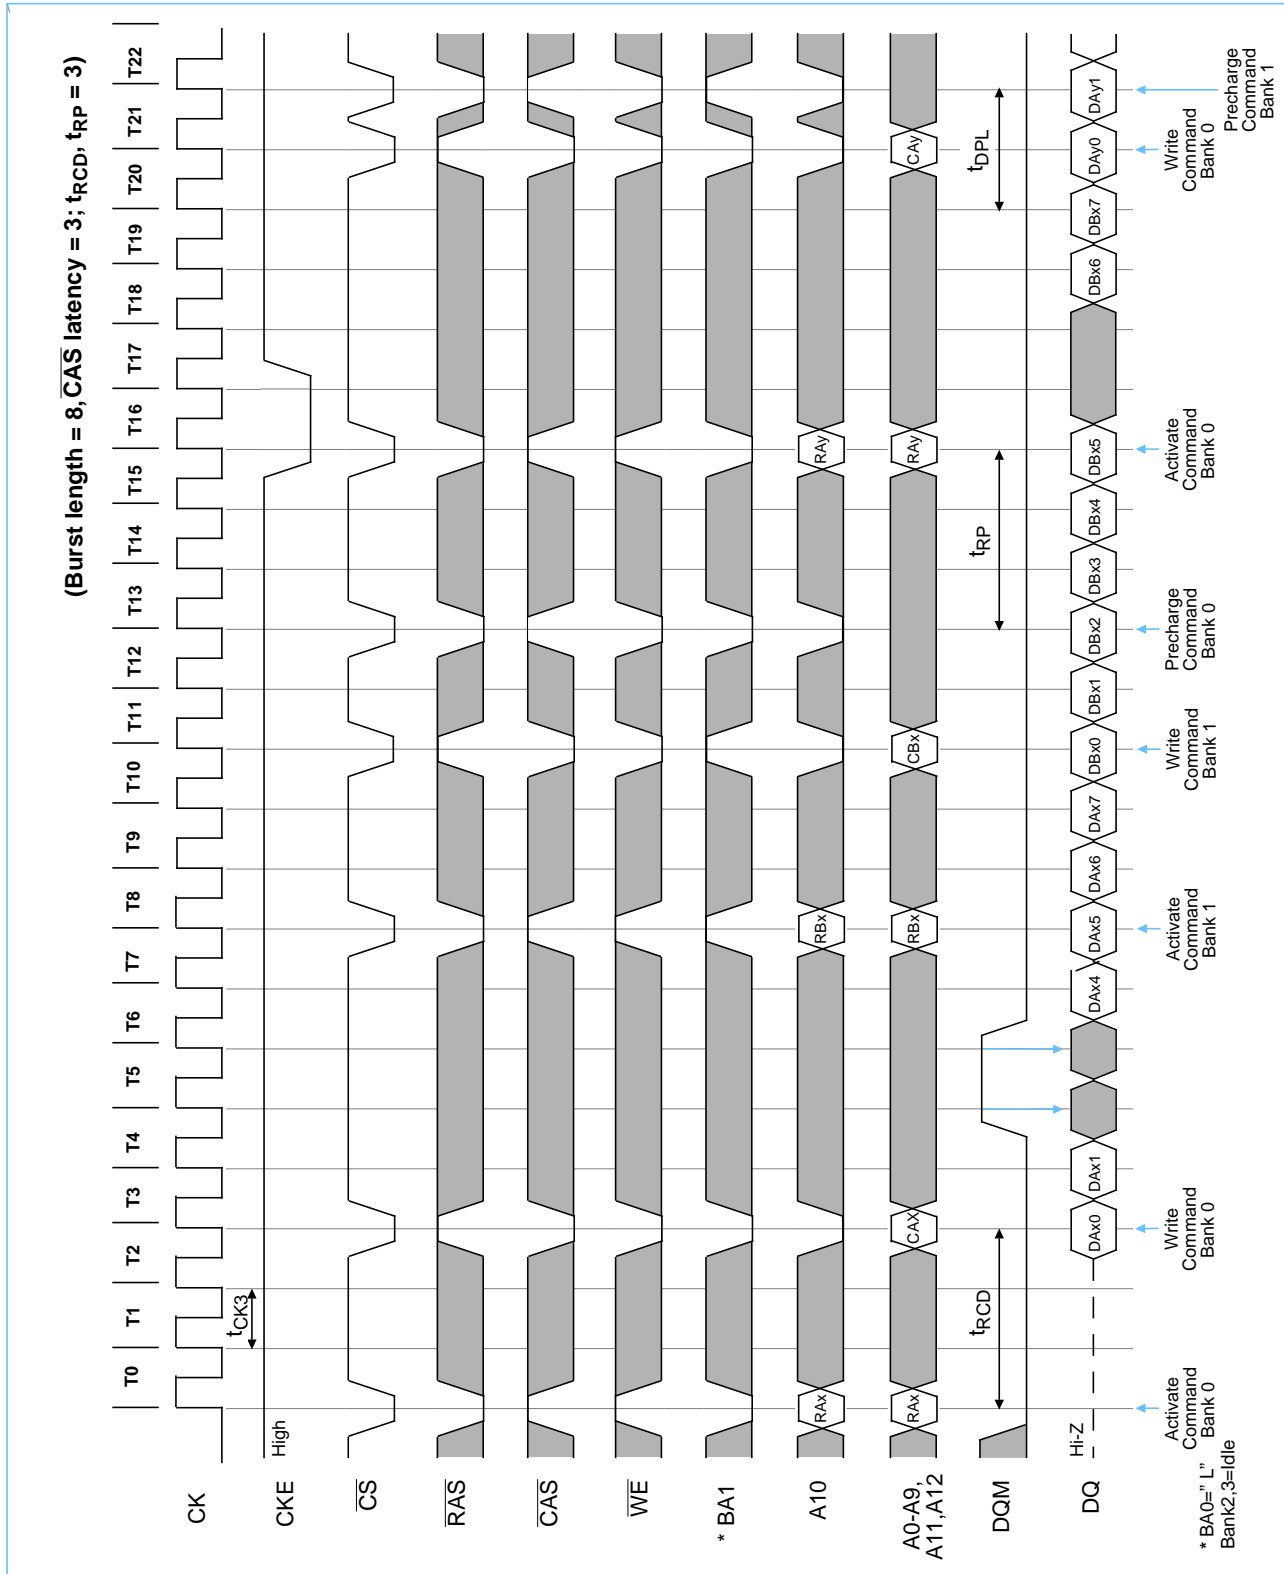 (Burst length = 8, CAS latency = 3; tRCD, tRP = 3)
T0 T1 T2 T3 T4 T5 T6 T7 T8 T9 T10 T11 T12 T13 T14 T15 T16 T17 T18 T19 T20 T21 T22
CK
tCK3
CKE
High
CS
RAS
CAS
WE
* BA1
A10
RAx RBx RAy
A0-A9,
A11,A12
RAx CAX RBx CBx RAy CAy
DQM
tRCD tRP tDPL
DQ
Hi-Z
DAx0 DAx1 DAx4 DAx5 DAx6 DAx7 DBx0 DBx1 DBx2 DBx3 DBx4 DBx5 DBx6 DBx7 DAy0 DAy1
Activate
Command
Bank 0
Write
Command
Bank 0
Activate
Command
Bank 1
Write
Command
Bank 1
Precharge
Command
Bank 0
Activate
Command
Bank 0
Write
Command
Bank 0
Precharge
Command
Bank 1
* BA0=" L"
Bank2,3=Idle